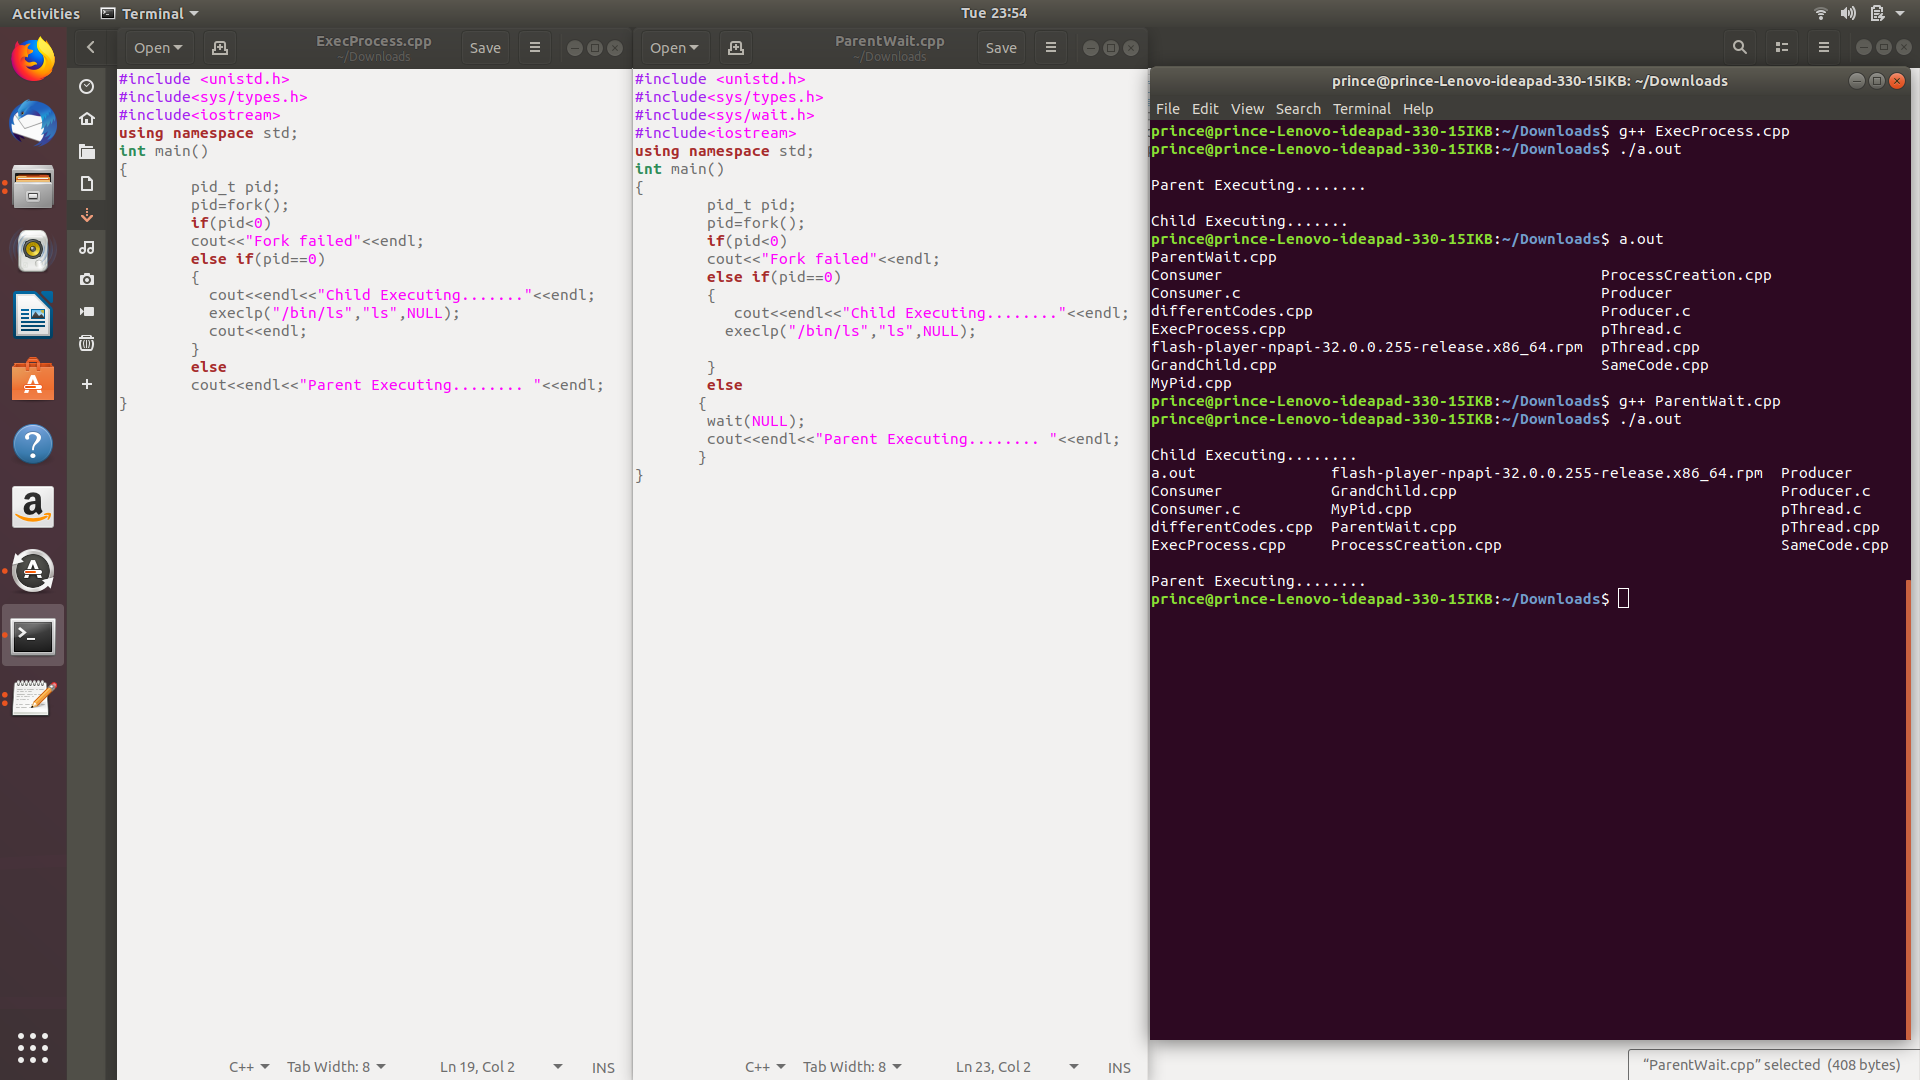 Activities
Terminal
Tue 23:54
Open
ExecProcess.cpp
~/Downloads
Save
#include <unistd.h>
#include<sys/types.h>
#include<iostream>
using namespace std;
int main()
{
        pid_t pid;
        pid=fork();
        if(pid<0)
        cout<<"Fork failed"<<endl;
        else if(pid==0)
        {
          cout<<endl<<"Child Executing......."<<endl;
          execlp("/bin/ls","ls",NULL);
          cout<<endl;
        }
        else
        cout<<endl<<"Parent Executing........ "<<endl;
}
C++
Tab Width: 8
Ln 19, Col 2
INS
Open
ParentWait.cpp
~/Downloads
Save
#include <unistd.h>
#include<sys/types.h>
#include<sys/wait.h>
#include<iostream>
using namespace std;
int main()
{
        pid_t pid;
        pid=fork();
        if(pid<0)
        cout<<"Fork failed"<<endl;
        else if(pid==0)
        {
           cout<<endl<<"Child Executing........"<<endl;
          execlp("/bin/ls","ls",NULL);
        }
        else
       {
        wait(NULL);
        cout<<endl<<"Parent Executing........ "<<endl;
       }
}
C++
Tab Width: 8
Ln 23, Col 2
INS
prince@prince-Lenovo-ideapad-330-15IKB: ~/Downloads
File Edit View Search Terminal Help
prince@prince-Lenovo-ideapad-330-15IKB:~/Downloads$ g++ ExecProcess.cpp
prince@prince-Lenovo-ideapad-330-15IKB:~/Downloads$ ./a.out
Parent Executing........
Child Executing.......
prince@prince-Lenovo-ideapad-330-15IKB:~/Downloads$ a.out
ParentWait.cpp
Consumer                                          ProcessCreation.cpp
Consumer.c                                        Producer
differentCodes.cpp                                Producer.c
ExecProcess.cpp                                   pThread.c
flash-player-npapi-32.0.0.255-release.x86_64.rpm  pThread.cpp
GrandChild.cpp                                    SameCode.cpp
MyPid.cpp
prince@prince-Lenovo-ideapad-330-15IKB:~/Downloads$ g++ ParentWait.cpp
prince@prince-Lenovo-ideapad-330-15IKB:~/Downloads$ ./a.out
Child Executing........
a.out               flash-player-npapi-32.0.0.255-release.x86_64.rpm  Producer
Consumer            GrandChild.cpp                                    Producer.c
Consumer.c          MyPid.cpp                                         pThread.c
differentCodes.cpp  ParentWait.cpp                                    pThread.cpp
ExecProcess.cpp     ProcessCreation.cpp                               SameCode.cpp
Parent Executing........
prince@prince-Lenovo-ideapad-330-15IKB:~/Downloads$
“ParentWait.cpp” selected (408 bytes)